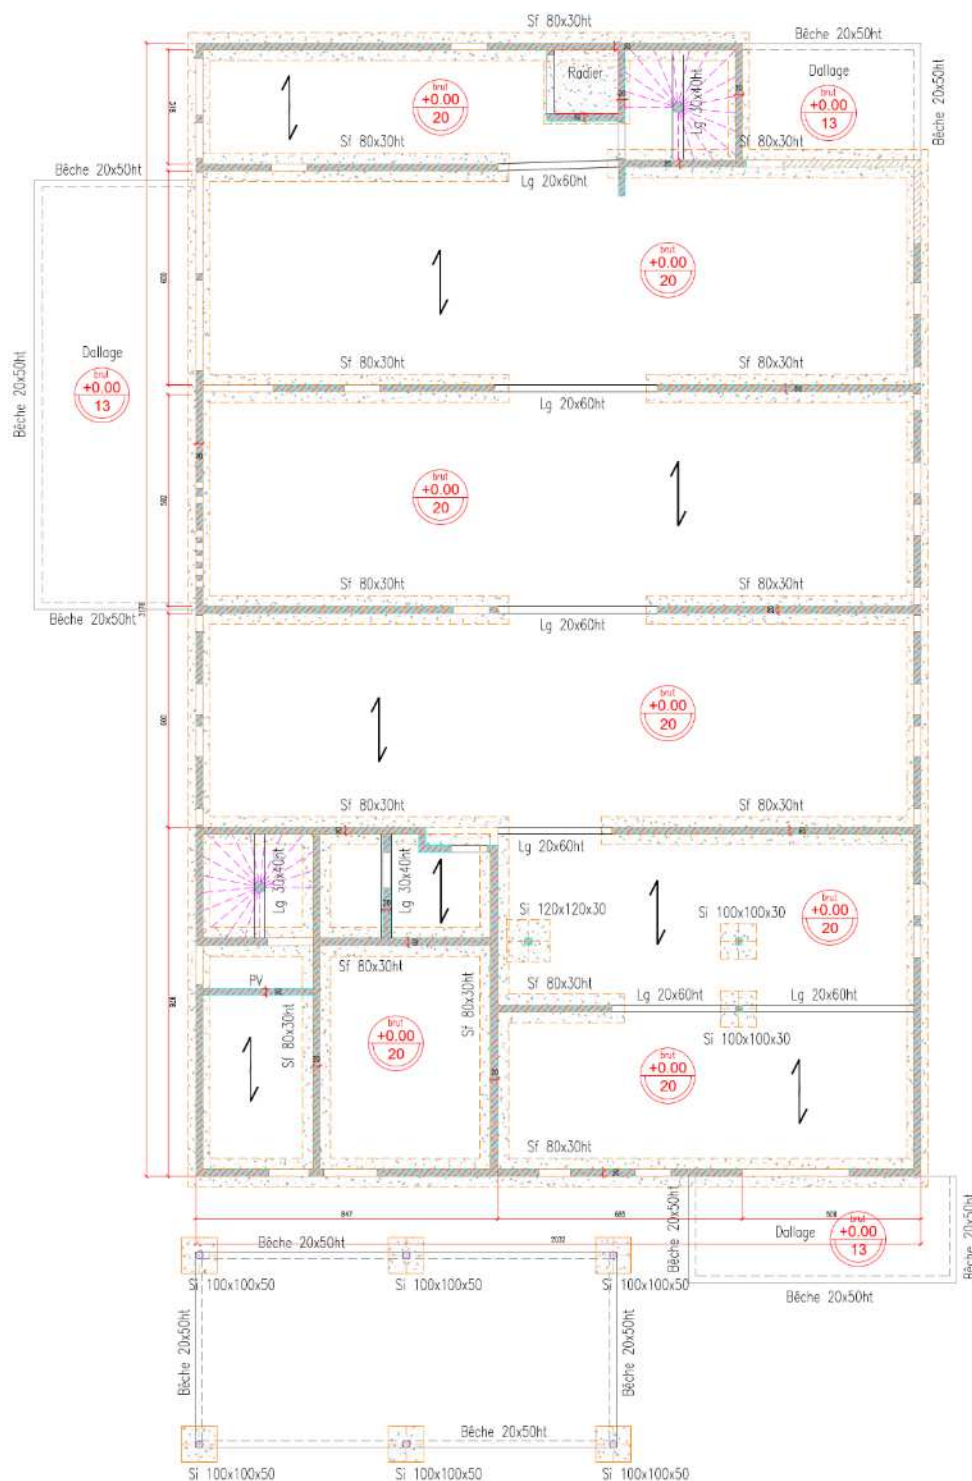 Sf 80x30ht
Bêche 20x50ht
Radier
Dallage
Bêche 20x50ht
brut
+0.00
20
Lg 30x40ht
brut
+0.00
13
Sf 80x30ht
Sf 80x30ht
Bêche 20x50ht
Lg 20x60ht
brut
+0.00
20
600
Dallage
brut
+0.00
13
Bêche 20x50ht
Sf 80x30ht
Sf 80x30ht
Lg 20x60ht
brut
+0.00
20
Sf 80x30ht
Sf 80x30ht
Bêche 20x50ht
Lg 20x60ht
brut
+0.00
20
Sf 80x30ht
Sf 80x30ht
Lg 20x60ht
Lg 30x40ht
Lg 30x40ht
Si 120x120x30
Si 100x100x30
brut
+0.00
20
Sf 80x30ht
PV
Sf 80x30ht
Lg 20x60ht
Lg 20x60ht
Sf 80x30ht
Sf 80x30ht
brut
+0.00
20
Si 100x100x30
brut
+0.00
20
Sf 80x30ht
847
Bêche 20x50ht
Dallage
brut
+0.00
13
Bêche 20x50ht
Bêche 20x50ht
2032
Bêche 20x50ht
Si 100x100x50
Si 100x100x50
Si 100x100x50
Bêche 20x50ht
Bêche 20x50ht
Bêche 20x50ht
Si 100x100x50
Si 100x100x50
Si 100x100x50